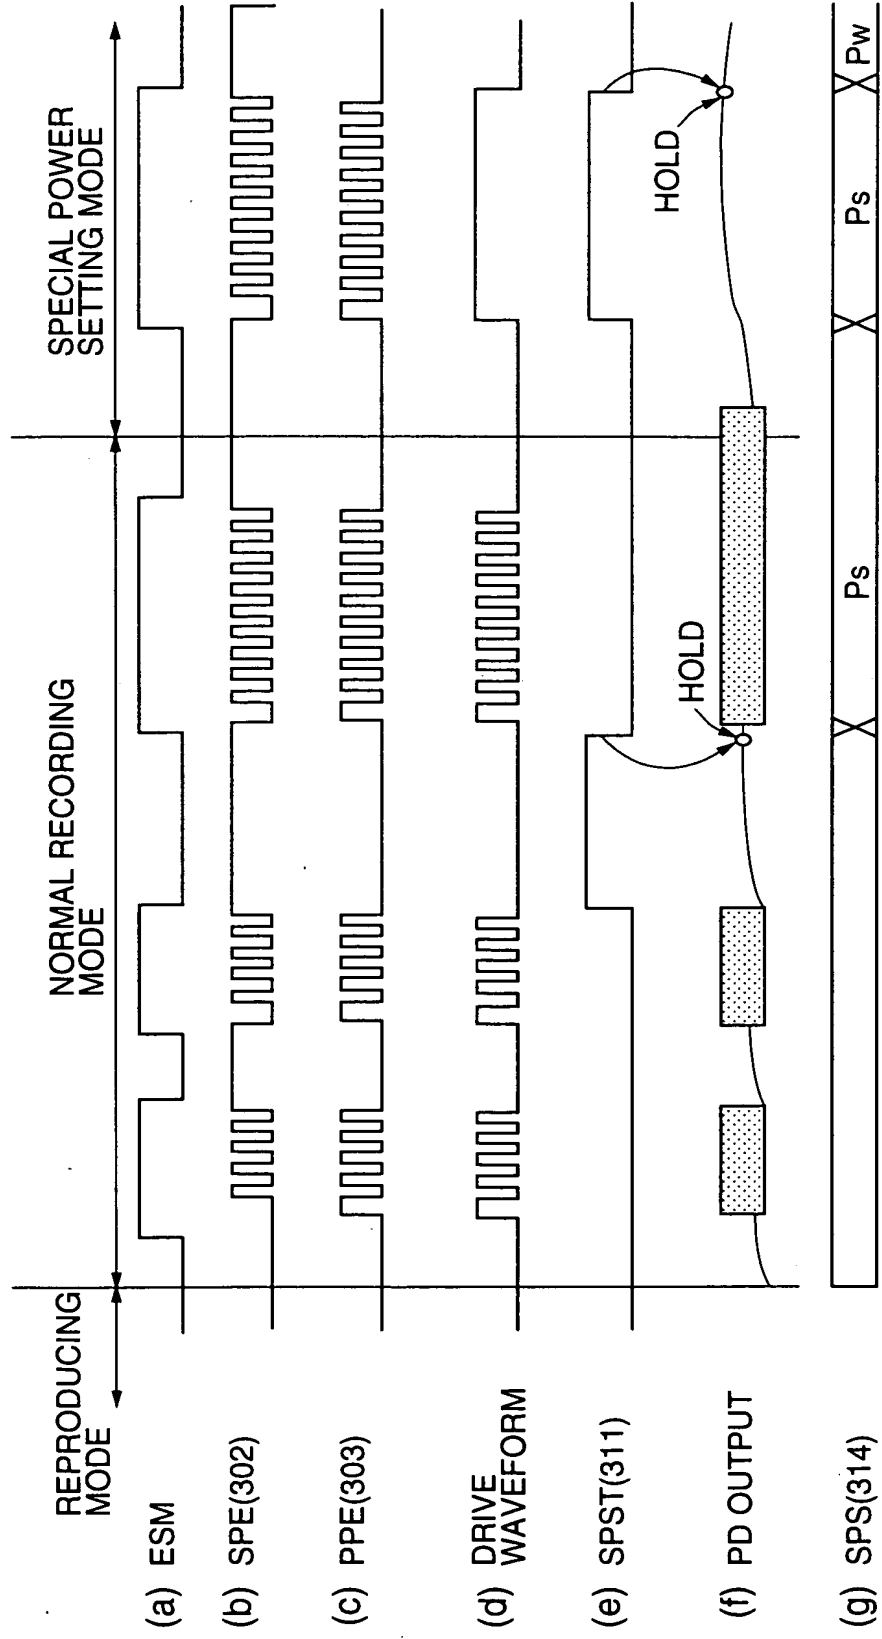 REPRODUCING
MODE
NORMAL RECORDING
MODE
SPECIAL POWER
SETTING MODE
(a) ESM
(b) SPE(302)
(c) PPE(303)
(d) DRIVE
WAVEFORM
(e) SPST(311)
HOLD
HOLD
(f) PD OUTPUT
(g) SPS(314)
Ps
Ps
Pw